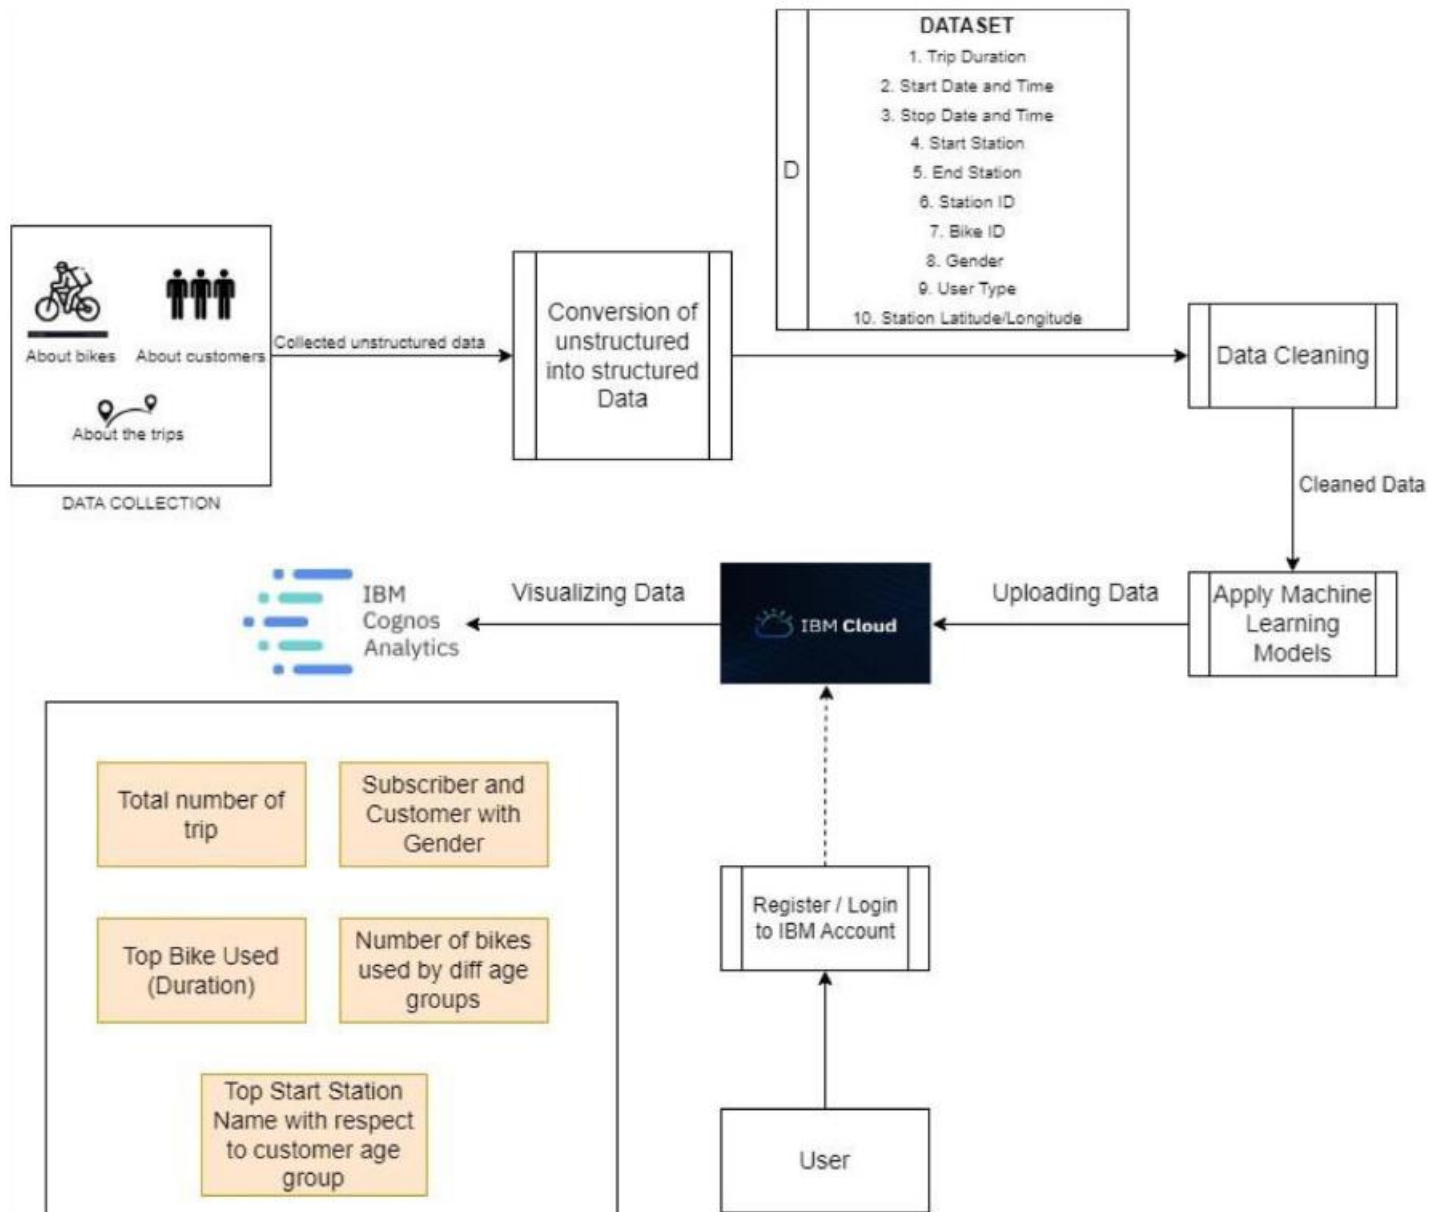 DATASET
1. Trip Duration
2. Start Date and Time
3. Stop Date and Time
4. Start Station
5. End Station
6. Station ID
7. Bike ID
8. Gender
9. User Type
10. Station Latitude/Longitude
D
About bikes
About customers
About the trips
DATA COLLECTION
Collected unstructured data
Conversion of
unstructured
into structured
Data
Data Cleaning
Cleaned Data
Apply Machine
Learning
Models
Uploading Data
IBM Cloud
Visualizing Data
IBM
Cognos
Analytics
Total number of
trip
Subscriber and
Customer with
Gender
Top Bike Used
(Duration)
Number of bikes
used by diff age
groups
Top Start Station
Name with respect
to customer age
group
Register / Login
to IBM Account
User